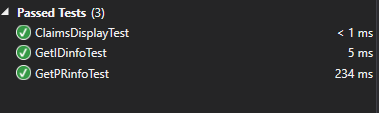 Passed Tests (3)
ClaimsDisplayTest < 1 ms
GetIDinfoTest 5 ms
GetPRinfoTest 234 ms